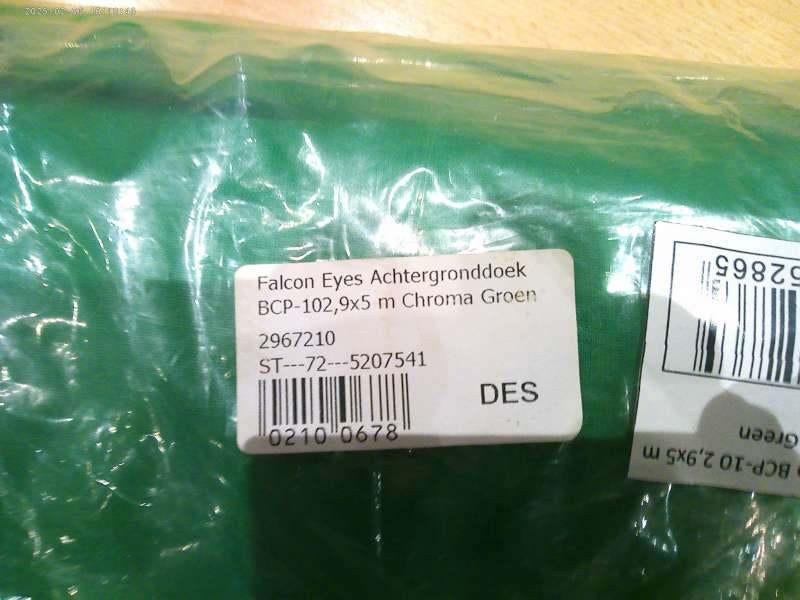 Falcon Eyes Achtergronddoek
BCP-102,9x5 m Chroma Groen
2967210
ST---72---5207541
DES
0210 0678
52865
BCP-10 2,9x5 m
Green